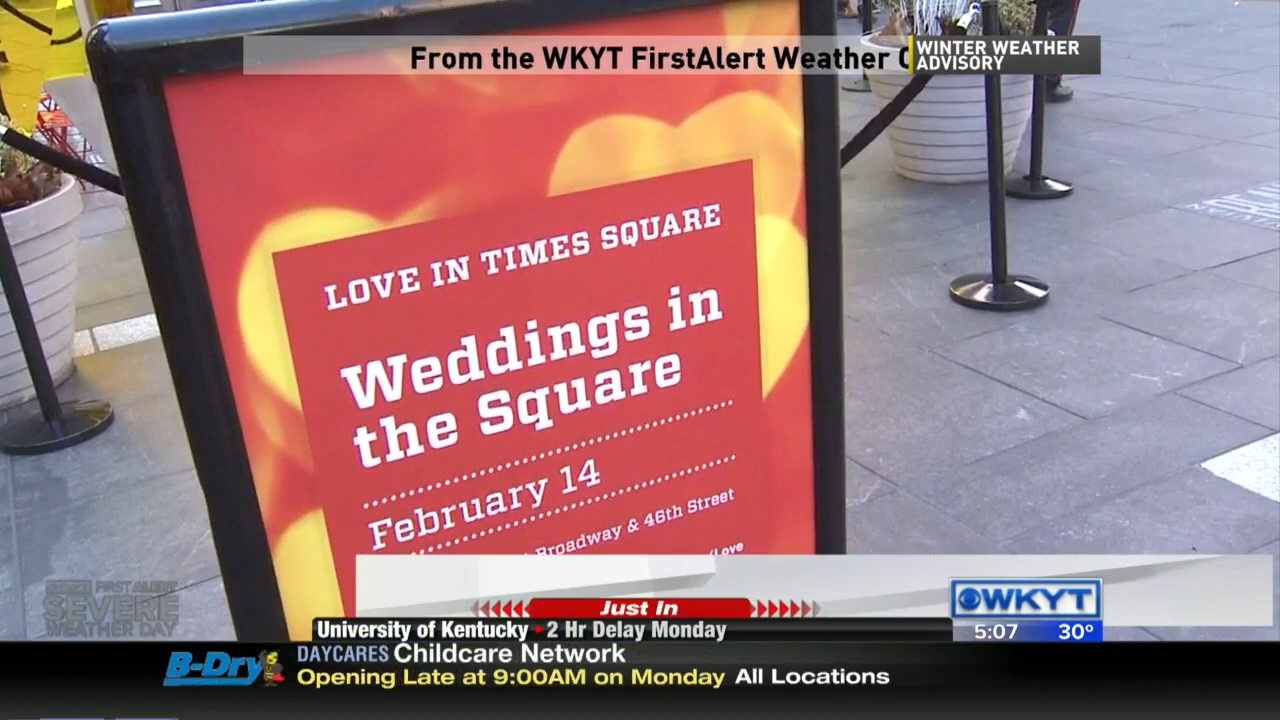 From the WKYT FirstAlert Weather
WINTER WEATHER
ADVISORY
LOVE IN TIMES SQUARE
Weddings in
the Square
February 14
Broadway & 46th Street
/Love
FIRST ALERT
SEVERE
WEATHER DAY
Just In
WKYT
University of Kentucky 2 Hr Delay Monday
5:07 30°
B-Dry
DAYCARES Childcare Network
Opening Late at 9:00AM on Monday All Locations